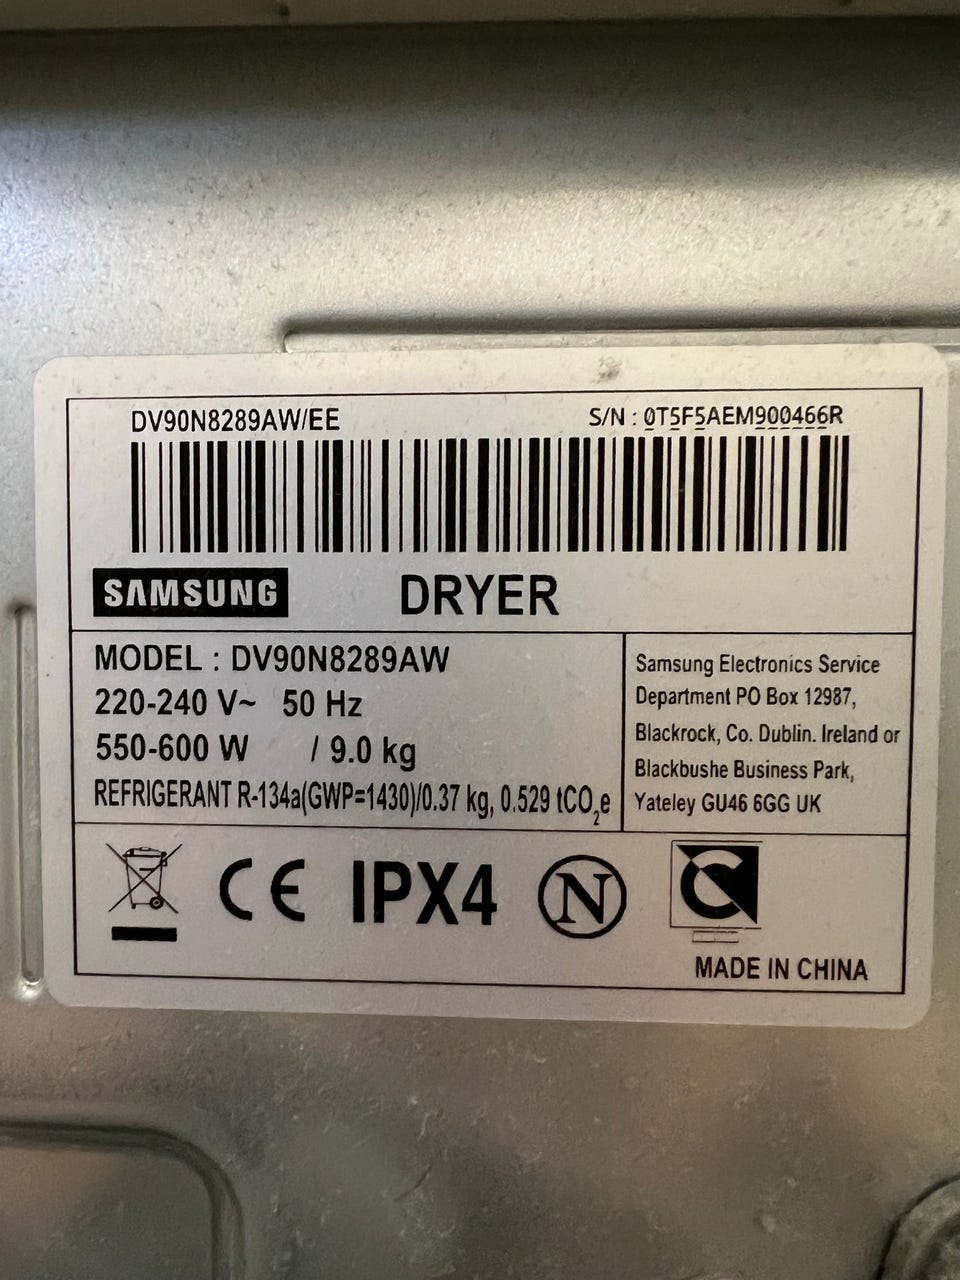 DV90N8289AW/EE S/N : 0T5F5AEM900466R
SAMSUNG DRYER
MODEL : DV90N8289AW
220-240 V~ 50 Hz
550-600 W / 9.0 kg
REFRIGERANT R-134a(GWP=1430)/0.37 kg, 0.529 tCO₂e
Samsung Electronics Service
Department PO Box 12987,
Blackrock, Co. Dublin. Ireland or
Blackbushe Business Park,
Yateley GU46 6GG UK
CE IPX4 N
MADE IN CHINA